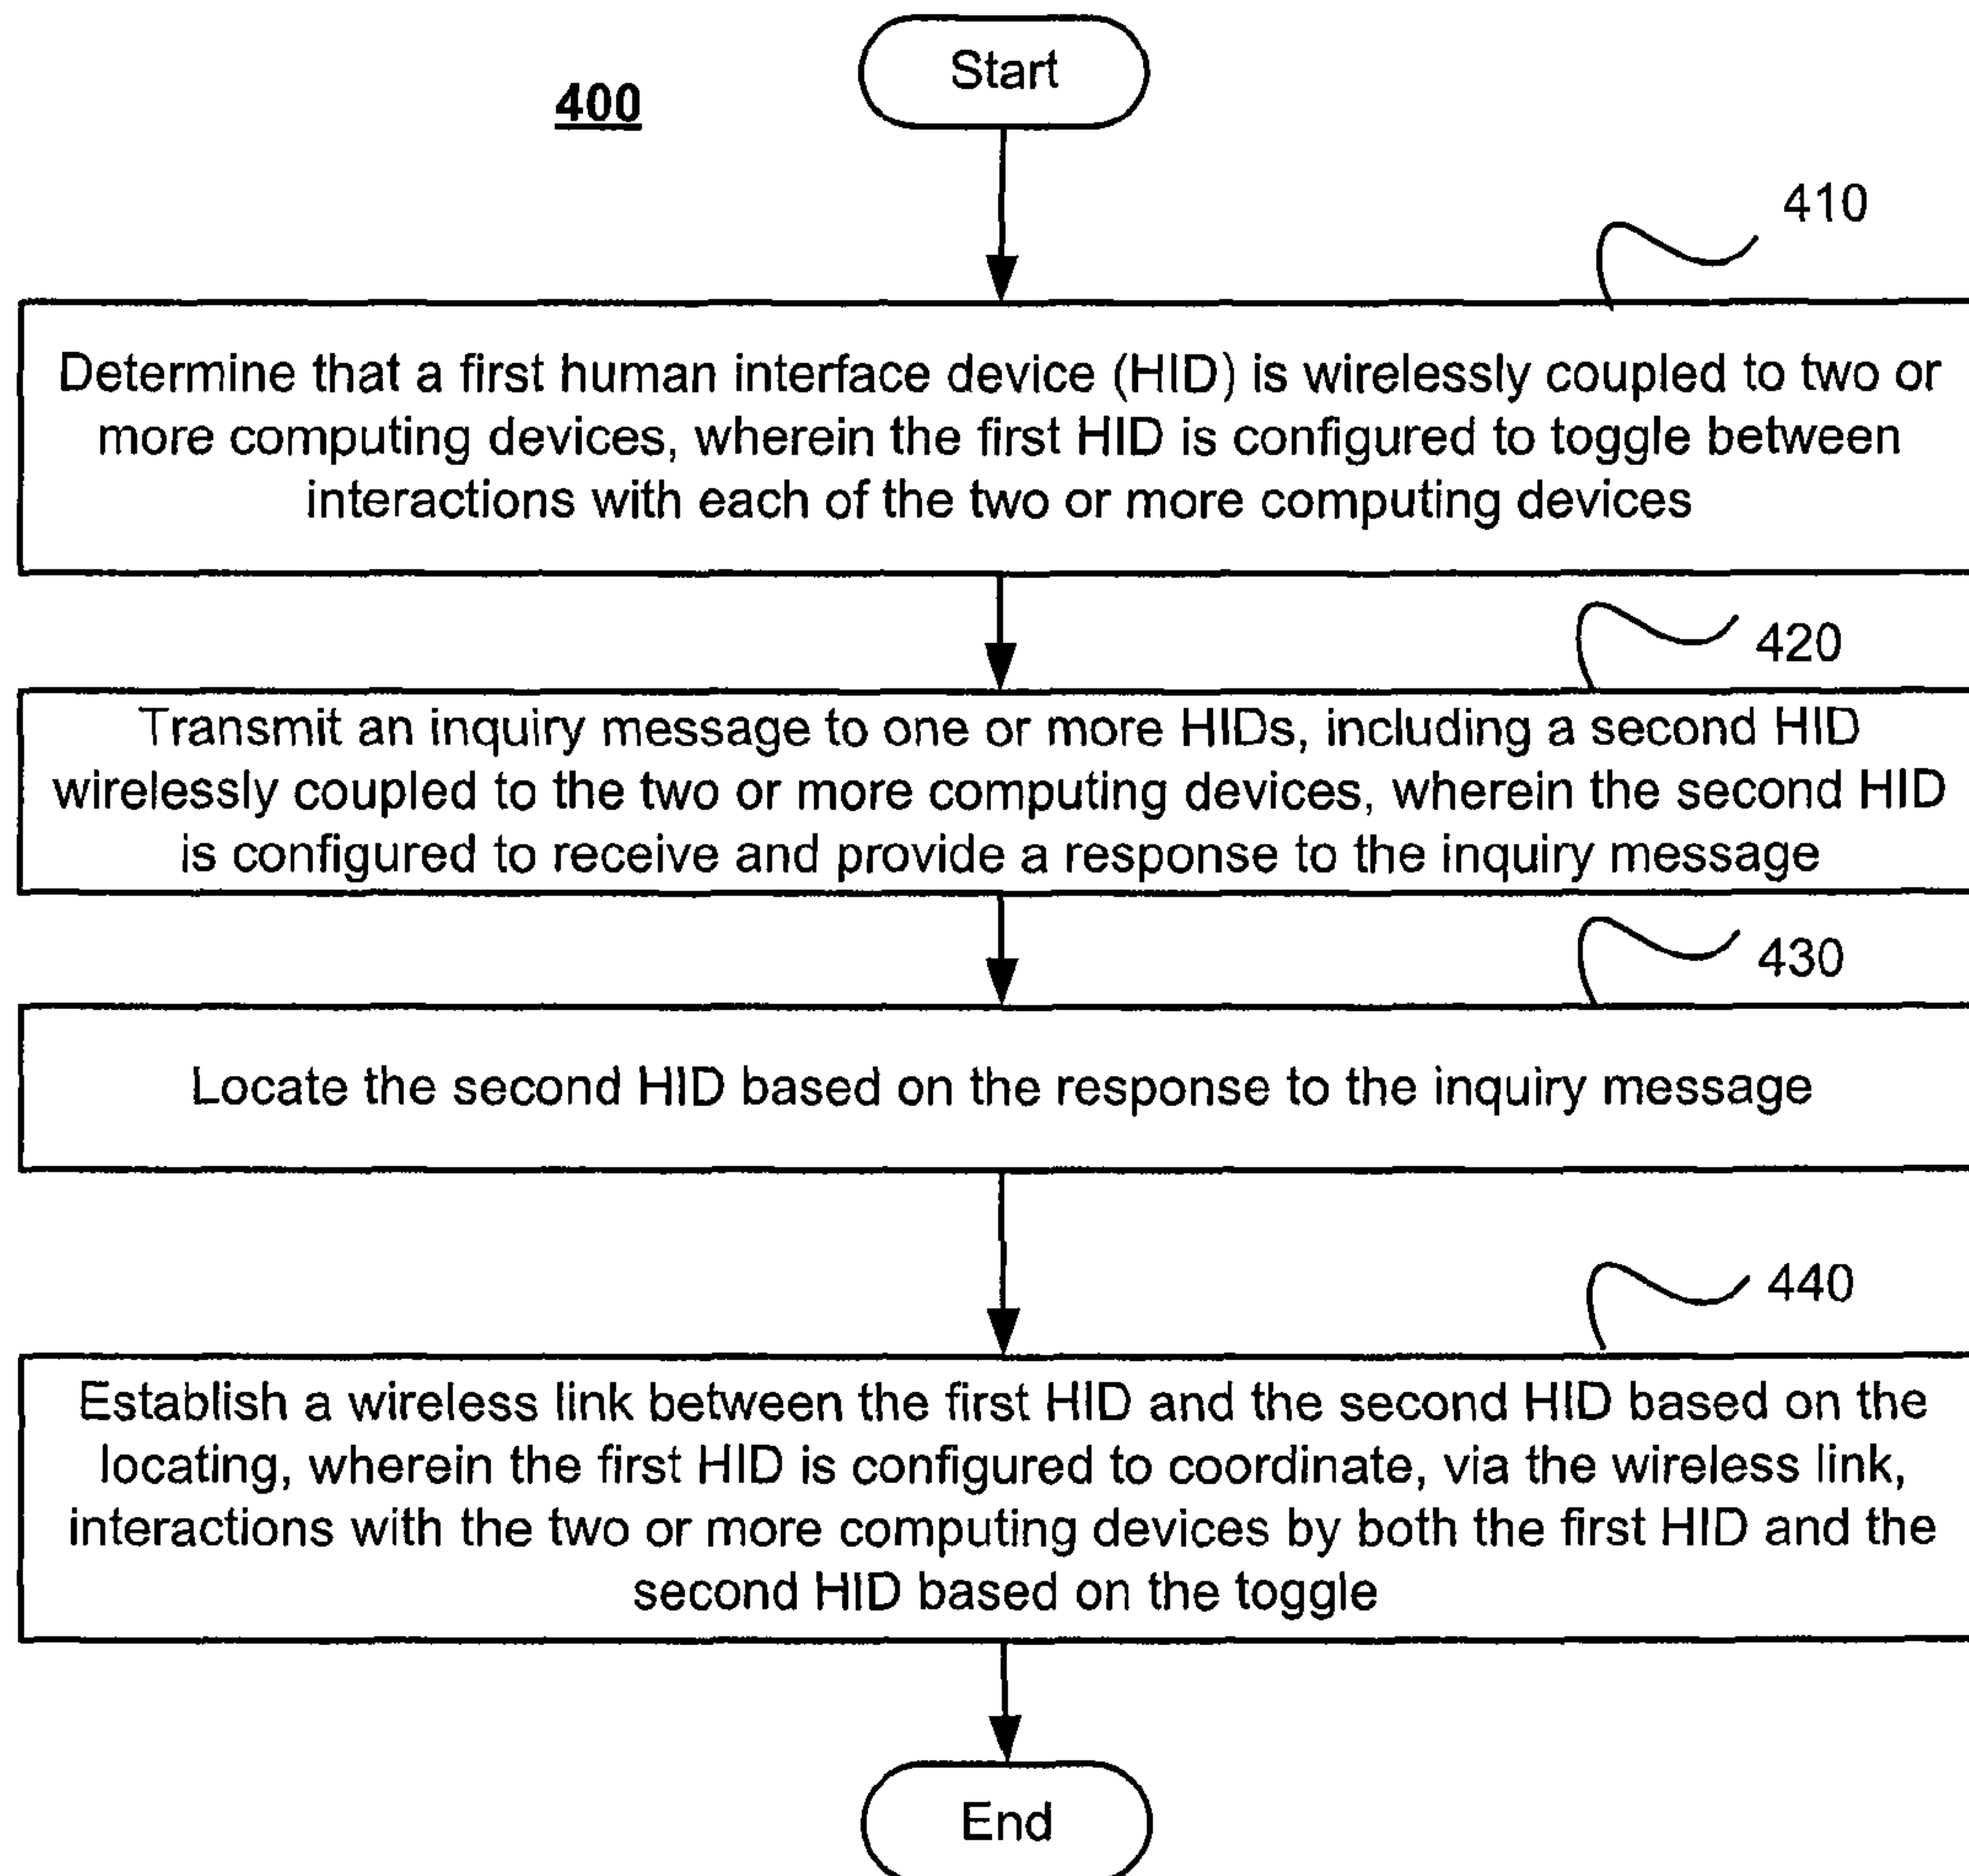 Start
400
410
Determine that a first human interface device (HID) is wirelessly coupled to two or
more computing devices, wherein the first HID is configured to toggle between
interactions with each of the two or more computing devices
420
Transmit an inquiry message to one or more HIDs, including a second HID
wirelessly coupled to the two or more computing devices, wherein the second HID
is configured to receive and provide a response to the inquiry message
430
Locate the second HID based on the response to the inquiry message
440
Establish a wireless link between the first HID and the second HID based on the
locating, wherein the first HID is configured to coordinate, via the wireless link,
interactions with the two or more computing devices by both the first HID and the
second HID based on the toggle
End